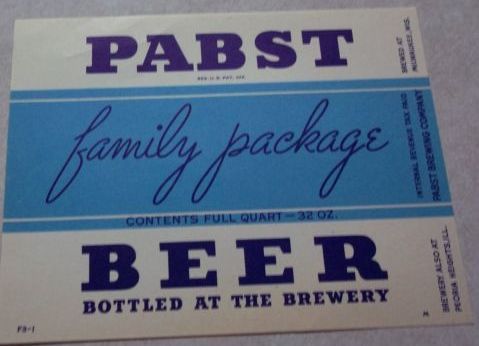 PABST
REG. U. S. PAT. OFF.
family package
CONTENTS FULL QUART—32 OZ.
BEER
BOTTLED AT THE BREWERY
FB-1
BREWED AT
MILWAUKEE, WIS.
INTERNAL REVENUE TAX PAID
PABST BREWING COMPANY
BREWERY ALSO AT
PEORIA HEIGHTS, ILL.